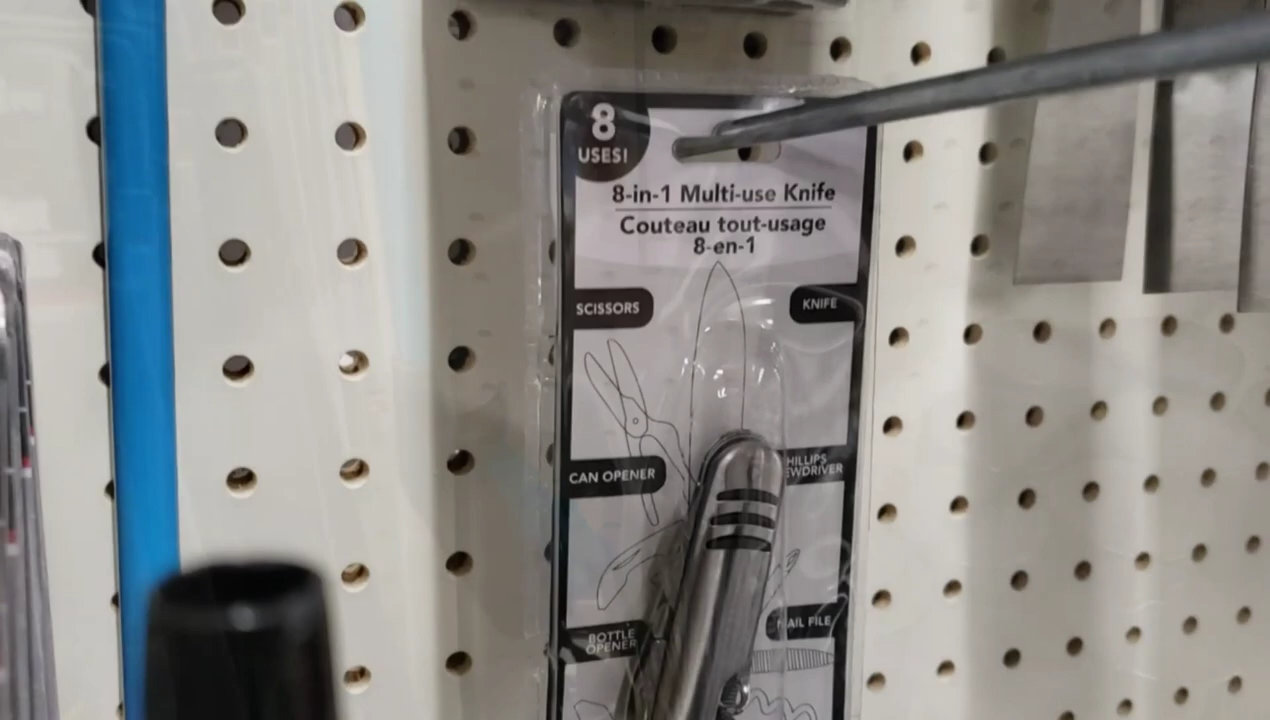 8
USES!
8-in-1 Multi-use Knife
Couteau tout-usage
8-en-1
SCISSORS
KNIFE
CAN OPENER
BOTTLE
OPENER
NAIL FILE